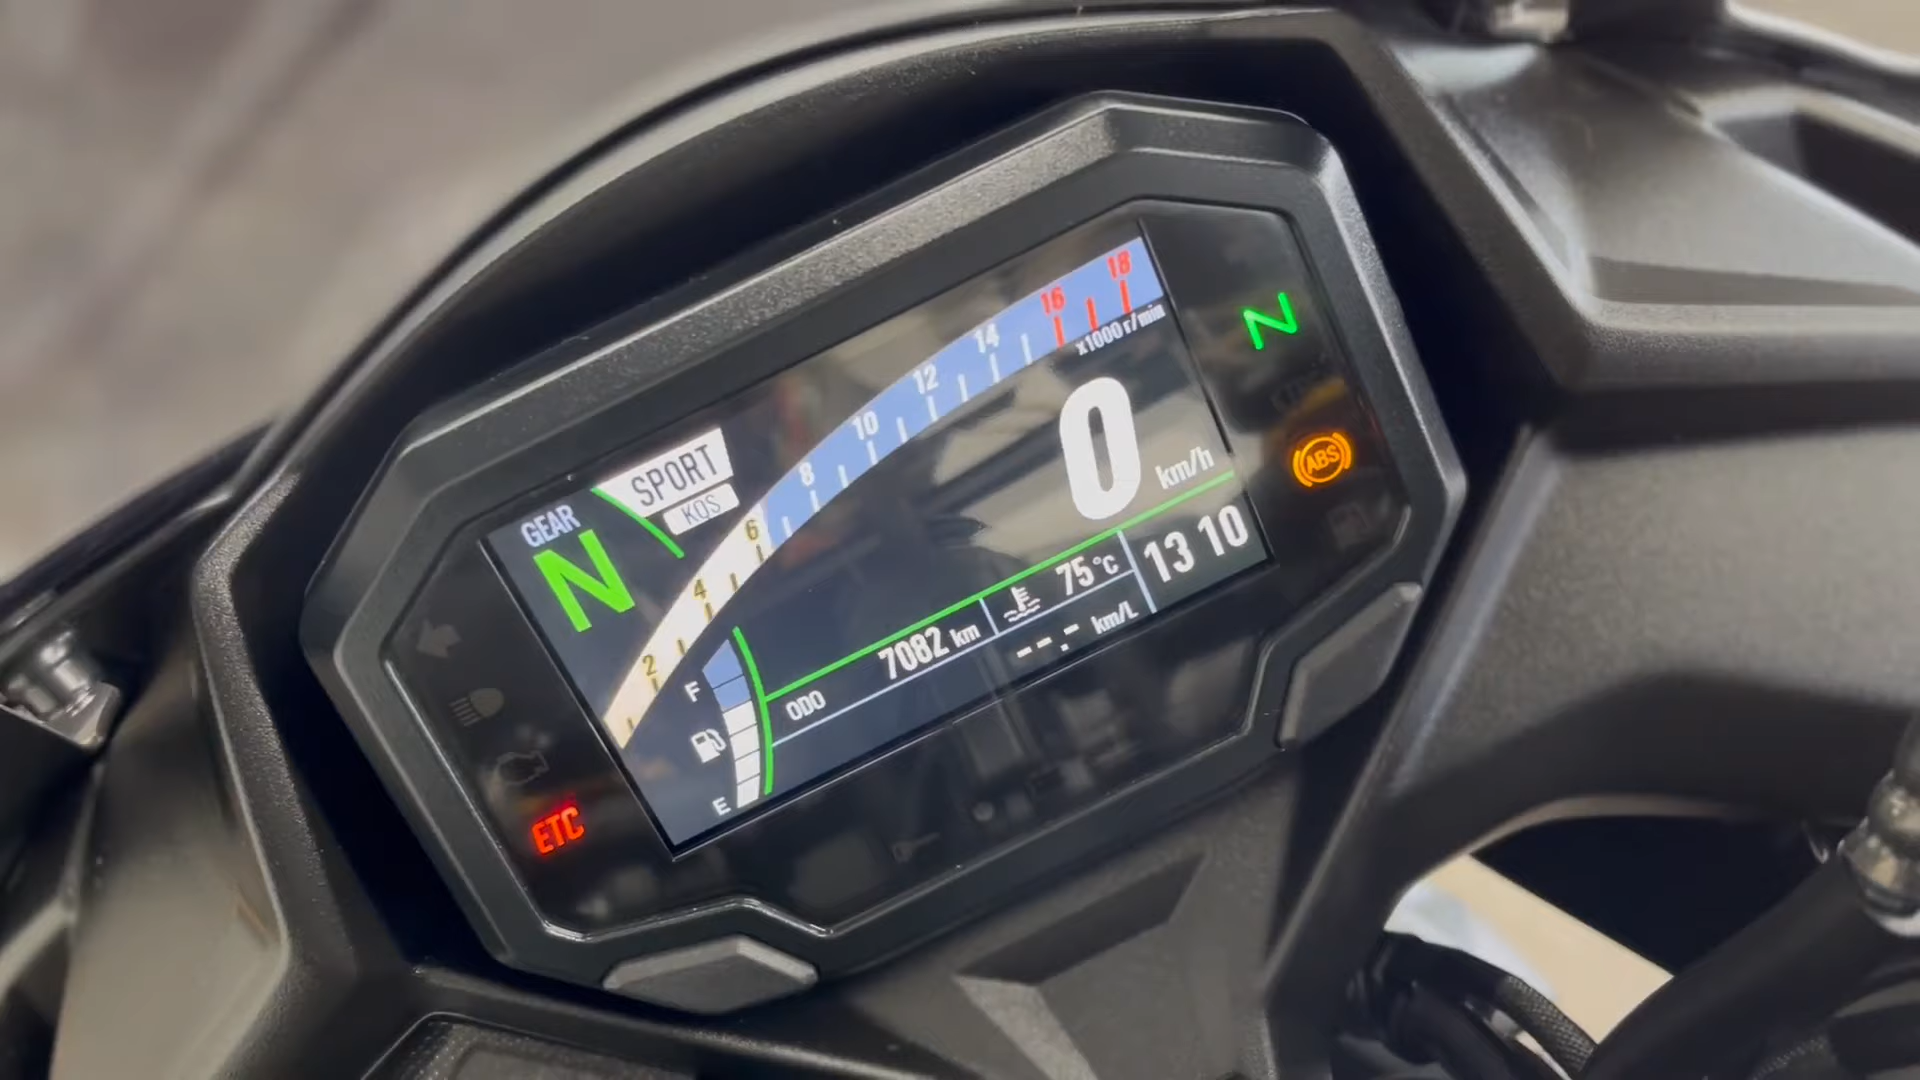 18
16
14
12
10
8
6
4
2
x1000 r/min
SPORT
KQS
GEAR
N
0 km/h
N
ABS
13 10
75 °C
ODO 7082 km
--.- km/L
F
E
ETC